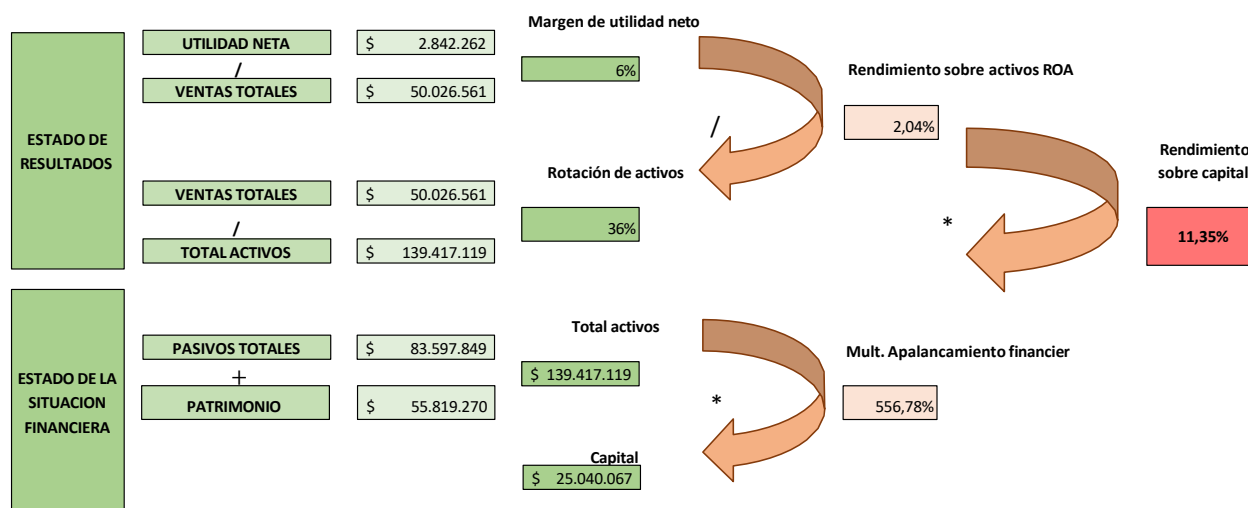 Margen de utilidad neto
UTILIDAD NETA $ 2.842.262
/
6%
VENTAS TOTALES $ 50.026.561
Rendimiento sobre activos ROA
2,04%
/
ESTADO DE
RESULTADOS
Rendimiento
sobre capital
Rotación de activos
VENTAS TOTALES $ 50.026.561
/
36%
*
11,35%
TOTAL ACTIVOS $ 139.417.119
Total activos
PASIVOS TOTALES $ 83.597.849
Mult. Apalancamiento financier
+
$ 139.417.119
ESTADO DE LA
SITUACION
FINANCIERA
PATRIMONIO $ 55.819.270
*
556,78%
Capital
$ 25.040.067